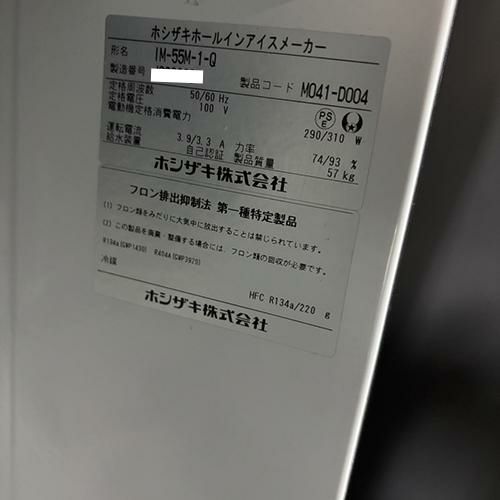 ホシザキホールインアイスメーカー
形名 IM-55M-1-Q
製造番号
製品コード M041-D004
定格周波数 50/60 Hz
定格電圧 100 V
電動機定格消費電力 290/310 W
PSE
運転電流 3.9/3.3 A 力率 74/93 %
給水装置 自己認証 製品質量 57 kg
ホシザキ株式会社
フロン排出抑制法 第一種特定製品
(1) フロン類をみだりに大気中に放出することは禁じられています。
(2) この製品を廃棄・整備する場合には、フロン類の回収が必要です。
R134a(GWP1430) R404A(GWP3920)
冷媒 HFC R134a/220 g
ホシザキ株式会社